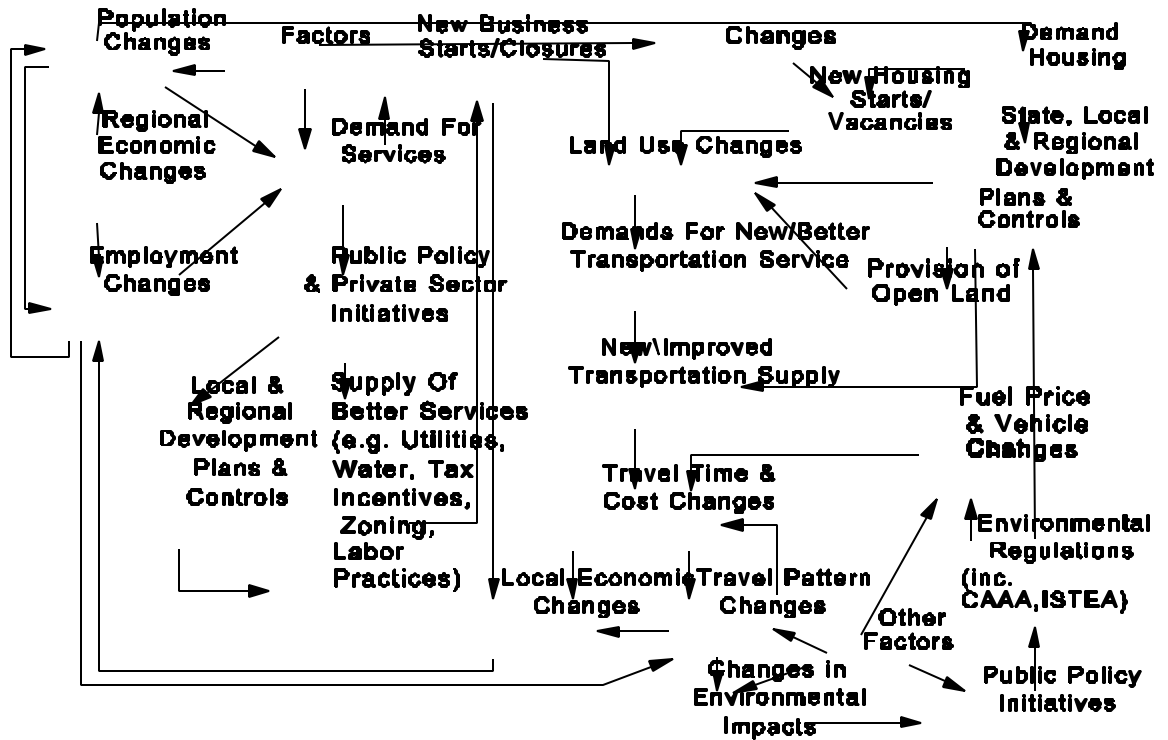 Population
Changes
Factors
New Business
Starts/Closures
Changes
Demand
Housing
New Housing
Starts/
Vacancies
Regional
Economic
Changes
Demand For
Services
Land Use Changes
State, Local
& Regional
Development
Plans &
Controls
Employment
Changes
Public Policy
& Private Sector
Initiatives
Demands For New/Better
Transportation Service
Provision of
Open Land
New\Improved
Transportation Supply
Local &
Regional
Development
Plans &
Controls
Supply Of
Better Services
(e.g. Utilities,
Water, Tax
Incentives,
Zoning,
Labor
Practices)
Fuel Price
& Vehicle
Changes
Travel Time &
Cost Changes
Environmental
Regulations
(inc.
CAAA,ISTEA)
Local Economic
Changes
Travel Pattern
Changes
Other
Factors
Changes in
Environmental
Impacts
Public Policy
Initiatives